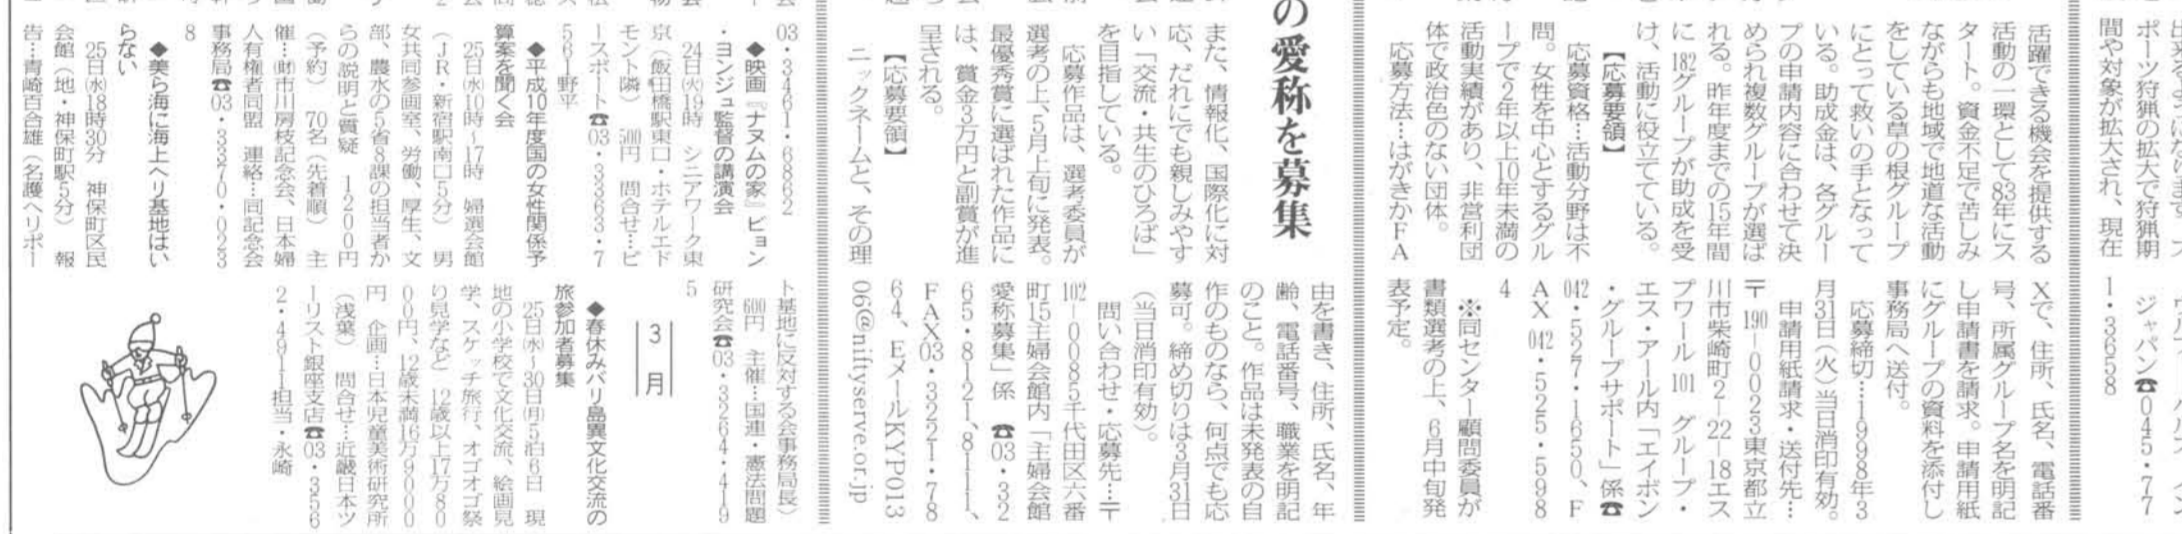 ポーツ狩猟の拡大で狩猟期
間や対象が拡大され、現在
ジャパン☎045・77
1・3658
活躍できる機会を提供する
活動の一環として83年にス
タート。資金不足で苦しみ
ながらも地域で地道な活動
をしている草の根グループ
にとって救いの手となって
いる。助成金は、各グルー
プの申請内容に合わせて決
められ複数グループが選ば
れる。昨年度までの15年間
に182グループが助成を受
け、活動に役立てている。
【応募要領】
応募資格…活動分野は不
問。女性を中心とするグル
ープで2年以上10年未満の
活動実績があり、非営利団
体で政治色のない団体。
応募方法…はがきかFA
Xで、住所、氏名、電話番
号、所属グループ名を明記
し申請書を請求。申請用紙
にグループの資料を添付し
事務局へ送付。
応募締切…1998年3
月31日(火)当日消印有効。
申請用紙請求・送付先…
〒190−0023東京都立
川市柴崎町2−22−18エス
プワール101 グループ・
エス・アール内「エイボン
・グループサポート」係☎
042・527・1650、F
AX042・525・598
4
※同センター顧問委員が
書類選考の上、6月中旬発
表予定。
の愛称を募集
また、情報化、国際化に対
応、だれにでも親しみやす
い「交流・共生のひろば」
を目指している。
応募作品は、選考委員が
選考の上、5月上旬に発表。
最優秀賞に選ばれた作品に
は、賞金3万円と副賞が進
呈される。
【応募要領】
ニックネームと、その理
由を書き、住所、氏名、年
齢、電話番号、職業を明記
のこと。作品は未発表の自
作のものなら、何点でも応
募可。締め切りは3月31日
(当日消印有効)。
問い合わせ・応募先…〒
102−0085千代田区六番
町15主婦会館内「主婦会館
愛称募集」係 ☎03・32
65・8121、8111、
FAX03・3221・78
64、EメールKYP013
06@niftyserve.or.jp
03・3461・6862
◆映画『ナヌムの家』ビョン
・ヨンジュ監督の講演会
24日㈫19時 シニアワーク東
京(飯田橋駅東口・ホテルエド
モント隣) 500円 問合せ…ビ
ースポート☎03・3363・7
561野平
◆平成10年度国の女性関係予
算案を聞く会
25日㈬10時〜17時 婦選会館
(JR・新宿駅南口5分) 男
女共同参画室、労働、厚生、文
部、農水の5省8課の担当者か
らの説明と質疑 1200円
(予約) 70名(先着順) 主
催…㈶市川房枝記念会、日本婦
人有権者同盟 連絡…同記念会
事務局☎03・3370・023
8
◆美ら海に海上ヘリ基地はい
らない
25日㈬18時30分 神保町区民
会館(地・神保町駅5分) 報
告…青崎百合雄(名護ヘリポー
ト基地に反対する会事務局長)
600円 主催…国連・憲法問題
研究会☎03・3264・419
5
3月
◆春休みバリ島異文化交流の
旅参加者募集
25日㈬〜30日㈪5泊6日 現
地の小学校で文化交流、絵画見
学、スケッチ旅行、オゴオゴ祭
り見学など 12歳以上17万80
00円、12歳未満16万9000
円 企画…日本児童美術研究所
(浅葉) 問合せ…近畿日本ツ
ーリスト銀座支店☎03・356
2・4911担当・永崎